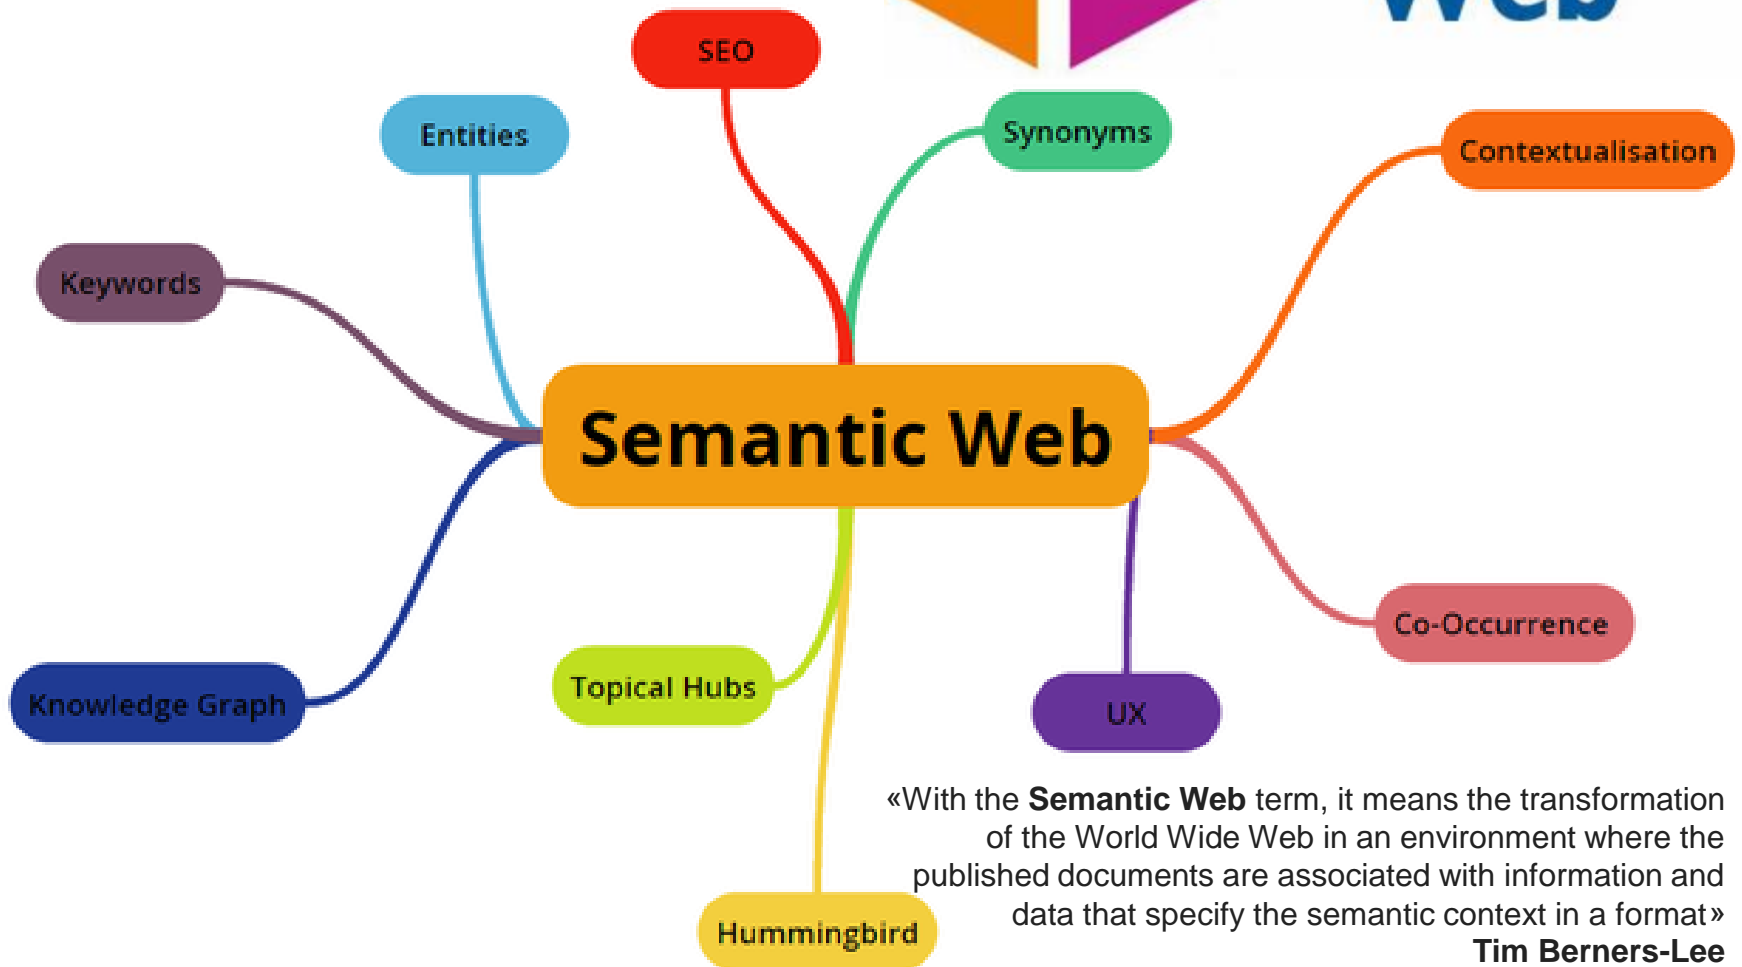 Web
SEO
Entities
Synonyms
Contextualisation
Keywords
Semantic Web
Co-Occurrence
Topical Hubs
Knowledge Graph
UX
«With the Semantic Web term, it means the transformation
of the World Wide Web in an environment where the
published documents are associated with information and
data that specify the semantic context in a format»
Hummingbird
Tim Berners-Lee